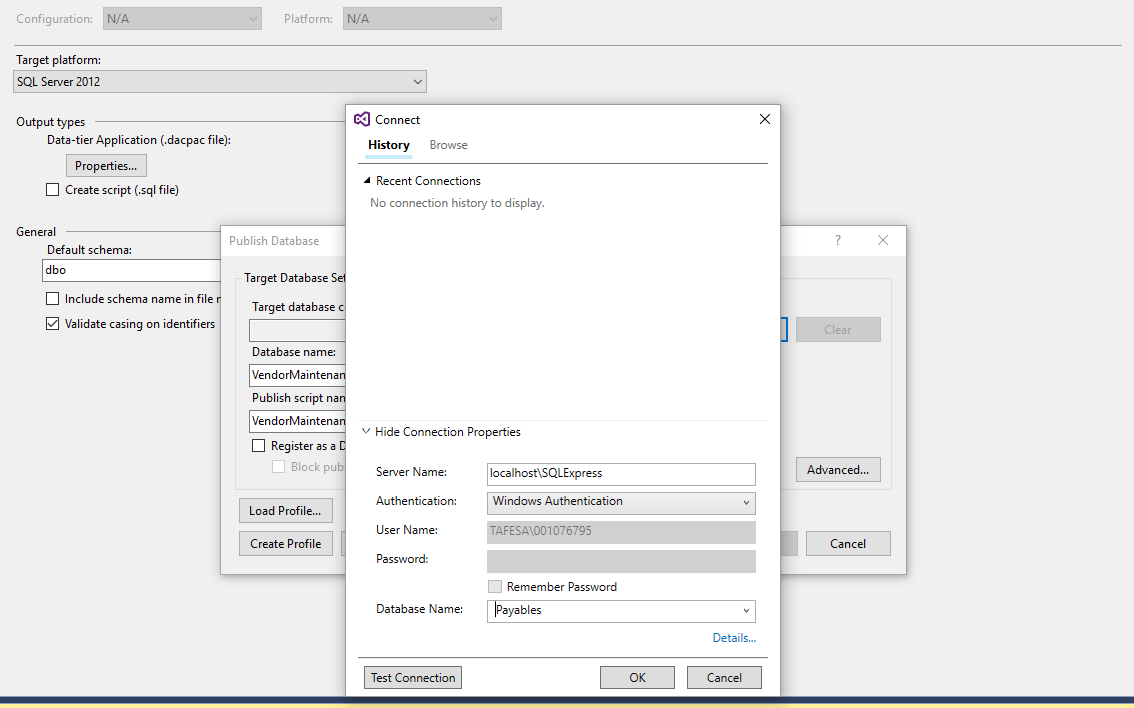 Configuration: N/A Platform: N/A
Target platform:
SQL Server 2012
Output types
Data-tier Application (.dacpac file):
Properties...
Create script (.sql file)
General
Default schema:
dbo
Include schema name in file
Validate casing on identifiers
Publish Database ?
Target Database Set
Target database c
Clear
Database name:
VendorMaintenan
Publish script nam
VendorMaintenan
Register as a D
Block pub
Advanced...
Load Profile...
Create Profile
Cancel
Connect
History Browse
Recent Connections
No connection history to display.
Hide Connection Properties
Server Name: localhost\SQLExpress
Authentication: Windows Authentication
User Name: TAFESA\001076795
Password:
Remember Password
Database Name: Payables
Details...
Test Connection OK Cancel